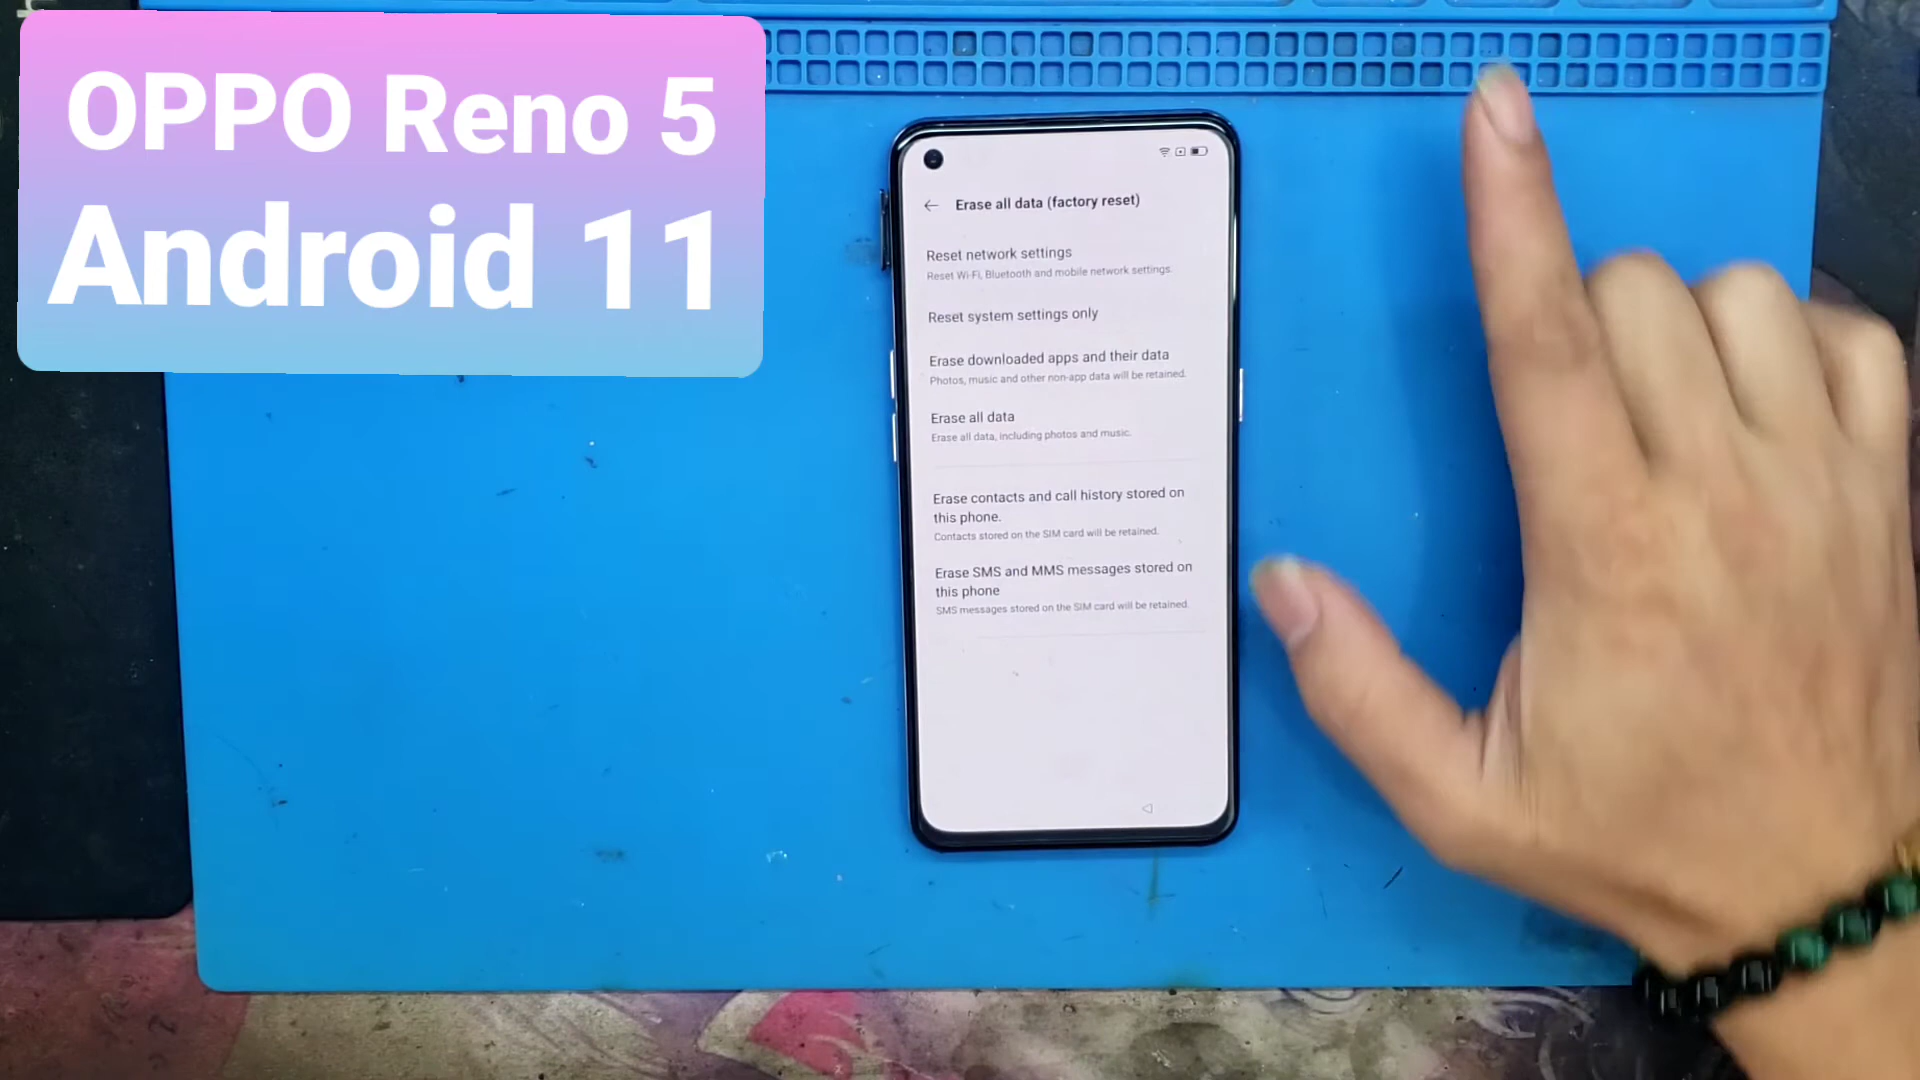 OPPO Reno 5
Android 11
Erase all data (factory reset)
Reset network settings
Reset Wi-Fi, Bluetooth and mobile network settings.
Reset system settings only
Erase downloaded apps and their data
Photos, music and other non-app data will be retained.
Erase all data
Erase all data, including photos and music.
Erase contacts and call history stored on
this phone.
Contacts stored on the SIM card will be retained.
Erase SMS and MMS messages stored on
this phone
SMS messages stored on the SIM card will be retained.